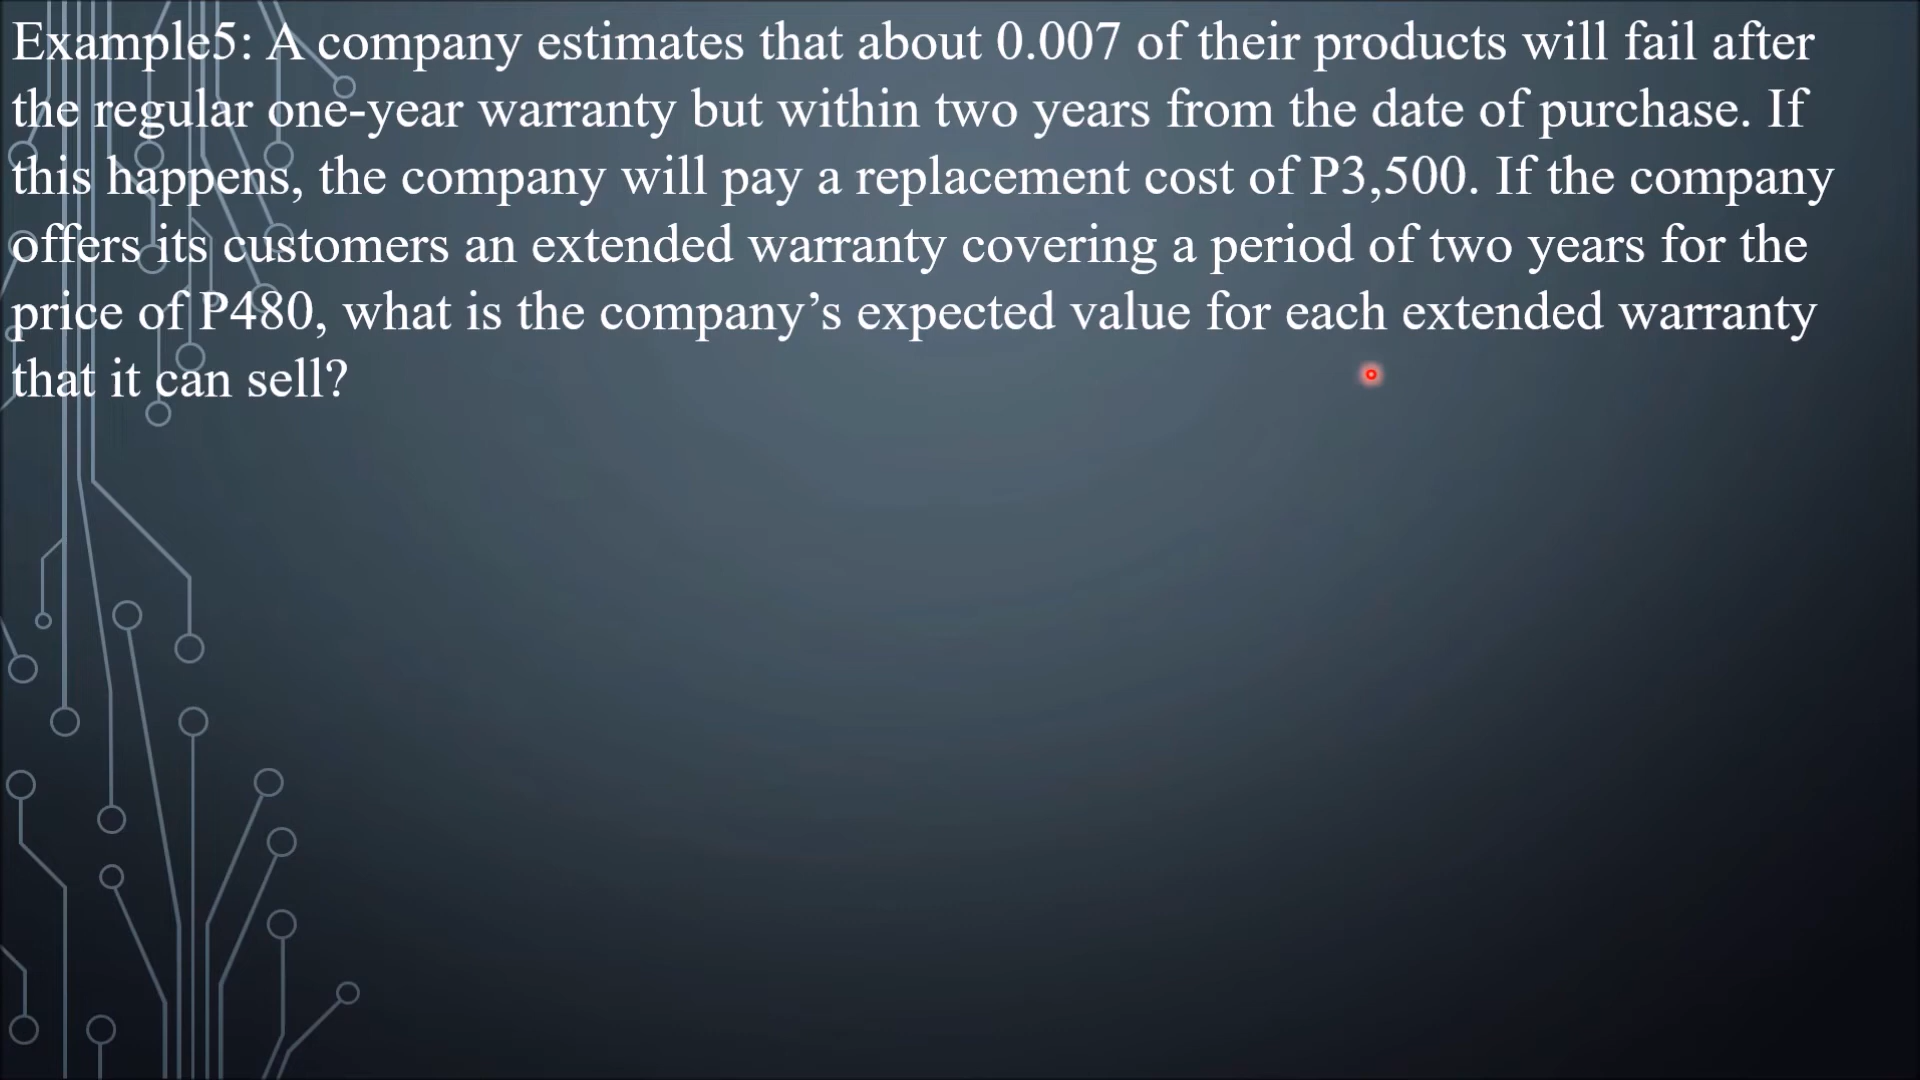 Example5: A company estimates that about 0.007 of their products will fail after
the regular one-year warranty but within two years from the date of purchase. If
this happens, the company will pay a replacement cost of P3,500. If the company
offers its customers an extended warranty covering a period of two years for the
price of P480, what is the company’s expected value for each extended warranty
that it can sell?